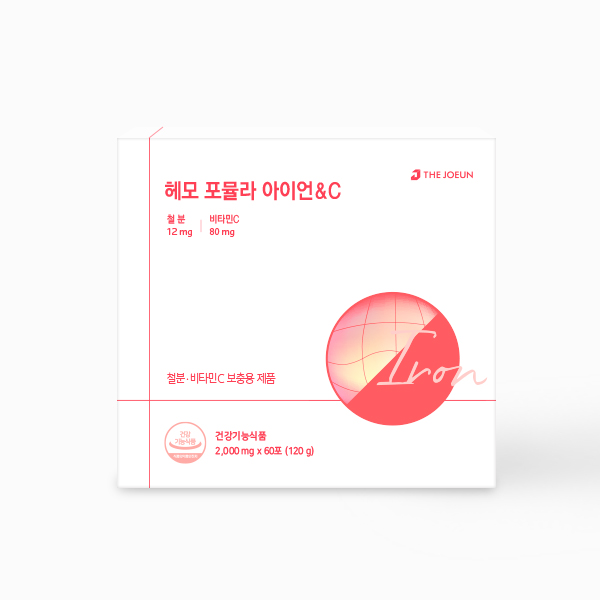 THE JOEUN
헤모 포뮬라 아이언&C
철 분
12 mg
비타민C
80 mg
Iron
철분·비타민C 보충용 제품
건강
기능식품
건강기능식품
2,000 mg x 60포 (120 g)